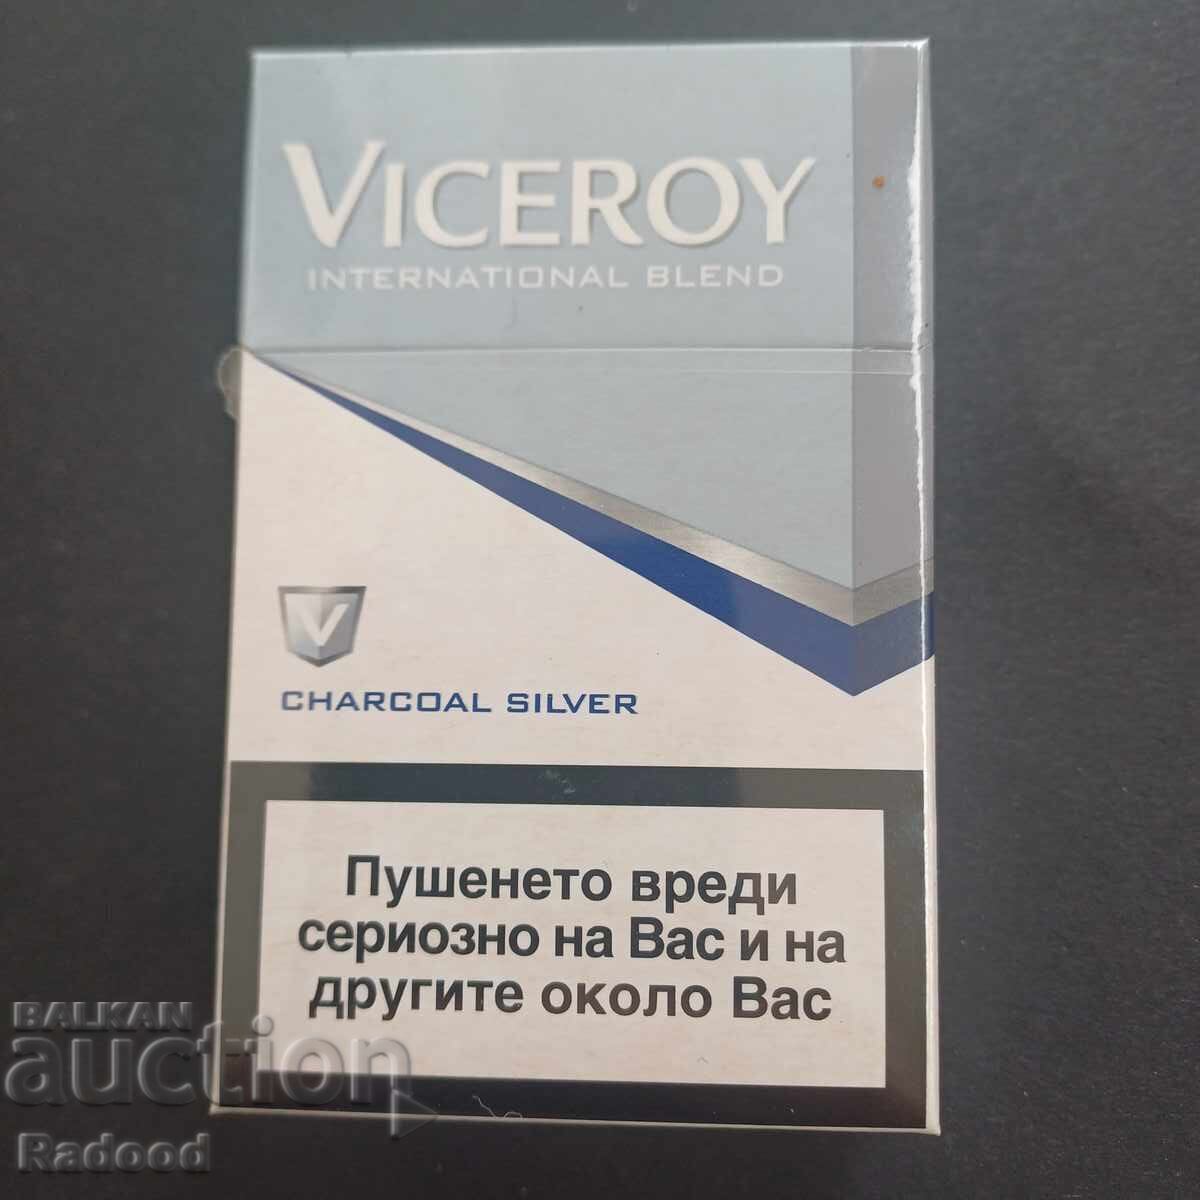 VICEROY
INTERNATIONAL BLEND
V
CHARCOAL SILVER
Пушенето вреди
сериозно на Вас и на
другите около Вас
BALKAN
auction
Radood